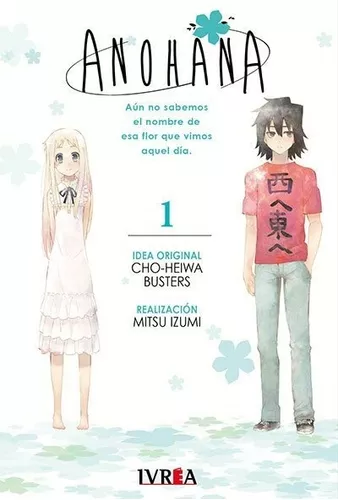 ANOHANA
Aún no sabemos
el nombre de
esa flor que vimos
aquel día.
1
IDEA ORIGINAL
CHO-HEIWA
BUSTERS
REALIZACIÓN
MITSU IZUMI
西へ東へ
IVREA